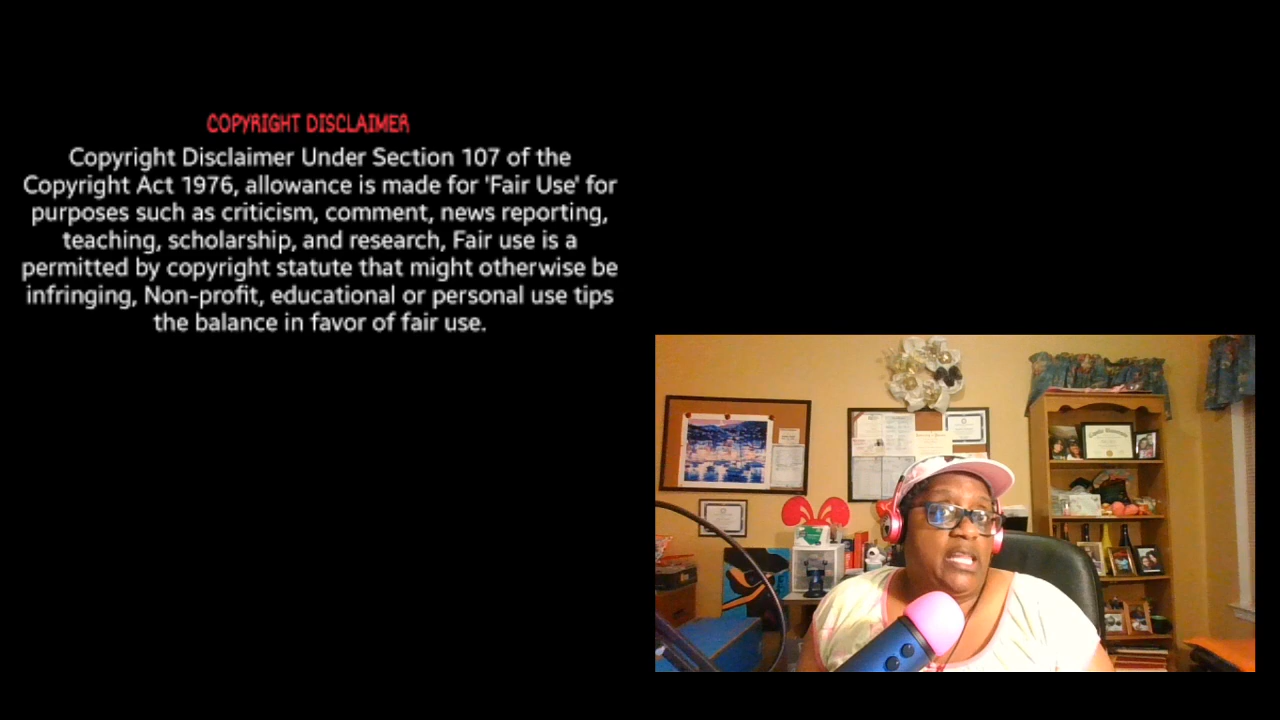 COPYRIGHT DISCLAIMER
Copyright Disclaimer Under Section 107 of the
Copyright Act 1976, allowance is made for 'Fair Use' for
purposes such as criticism, comment, news reporting,
teaching, scholarship, and research, Fair use is a
permitted by copyright statute that might otherwise be
infringing, Non-profit, educational or personal use tips
the balance in favor of fair use.